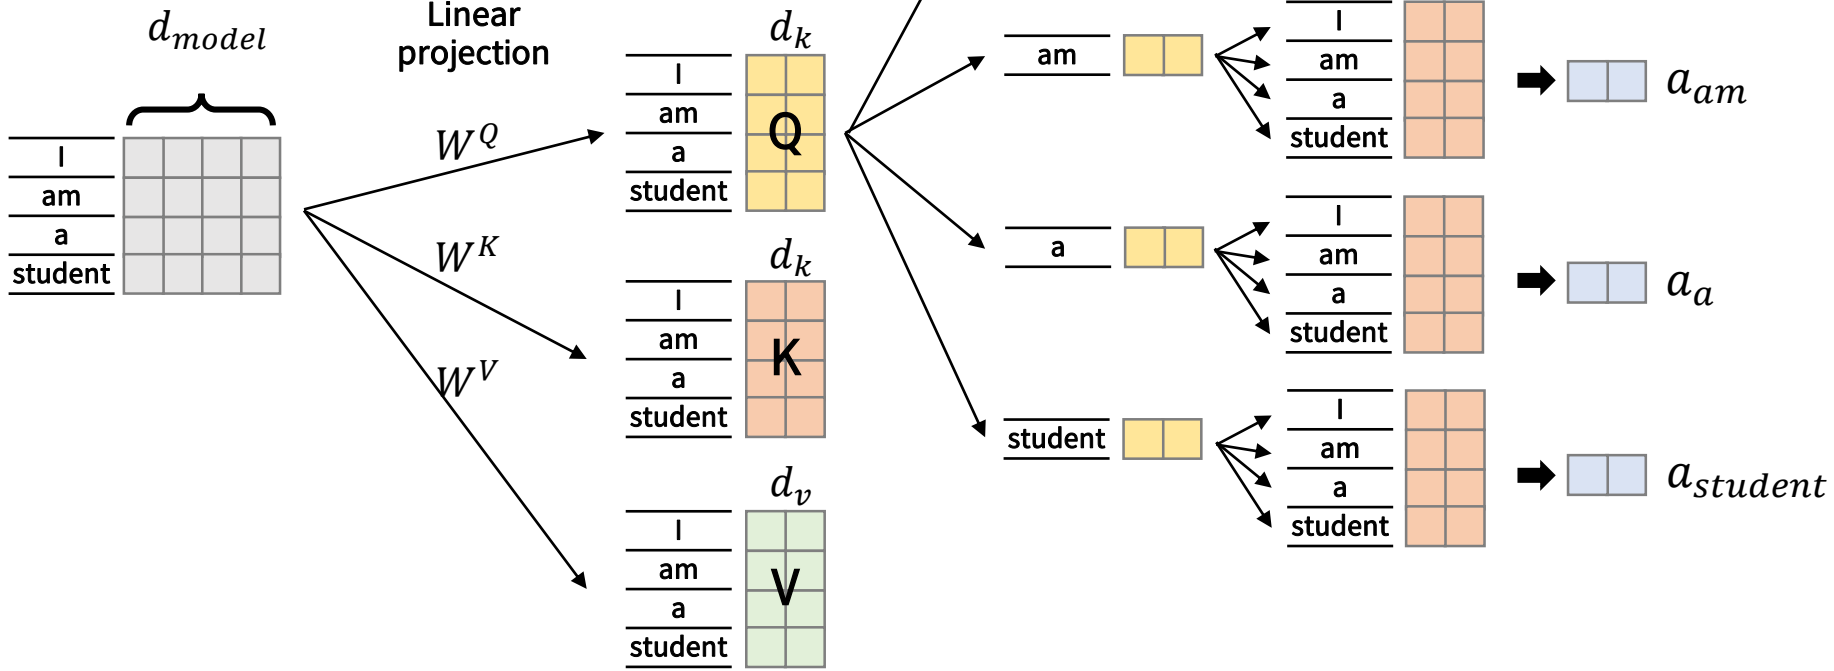 d_model
I
am
a
student
Linear
projection
W^Q
W^K
W^V
d_k
I
am
a
student
Q
d_k
I
am
a
student
K
d_v
I
am
a
student
V
am
I
am
a
student
a_am
a
I
am
a
student
a_a
student
I
am
a
student
a_student